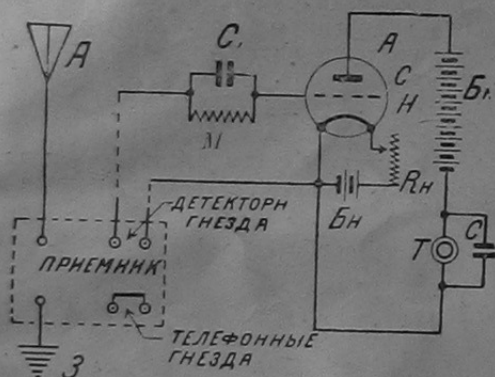 А
C₁
А
С
Н
М
Б₁
Rн
Бн
ДЕТЕКТОРН
ГНЕЗДА
ПРИЕМНИК
Т
С
ТЕЛЕФОННЫЕ
ГНЕЗДА
З